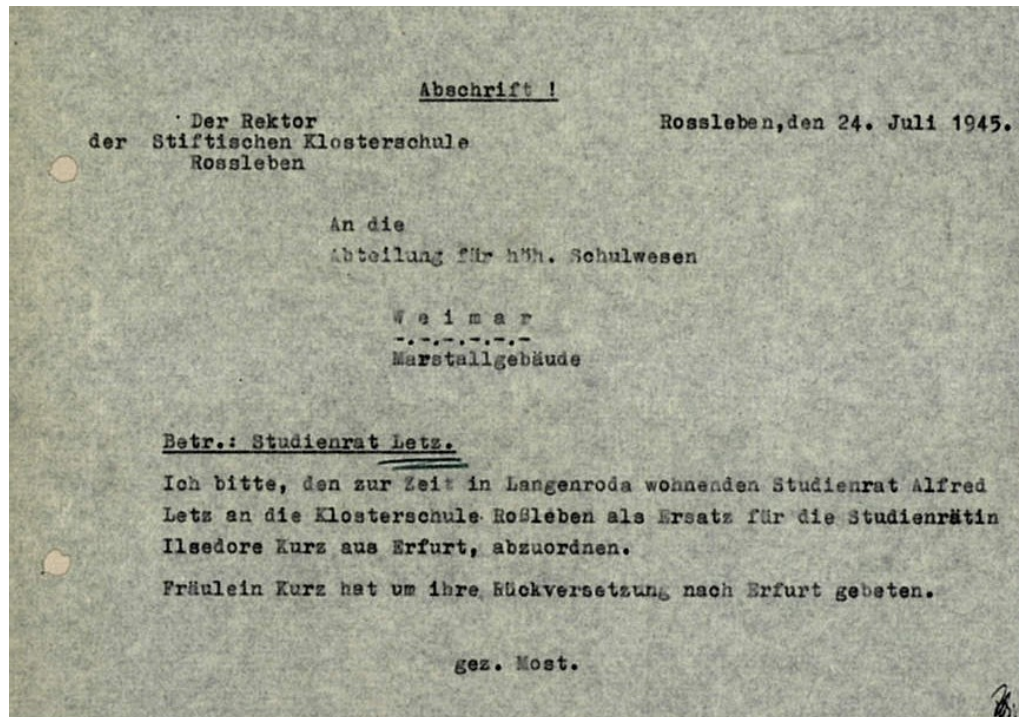 Abschrift !
Der Rektor
Rossleben,den 24. Juli 1945.
der Stiftischen Klosterschule
Rossleben
An die
Abteilung für höh. Schulwesen
W e i m a r
-.-.-.-.-.-
Marstallgebäude
Betr.: Studienrat Letz.
Ich bitte, den zur Zeit in Langenroda wohnenden Studienrat Alfred
Letz an die Klosterschule Roßleben als Ersatz für die Studienrätin
Ilsedore Kurz aus Erfurt, abzuordnen.
Fräulein Kurz hat um ihre Rückversetzung nach Erfurt gebeten.
gez. Most.